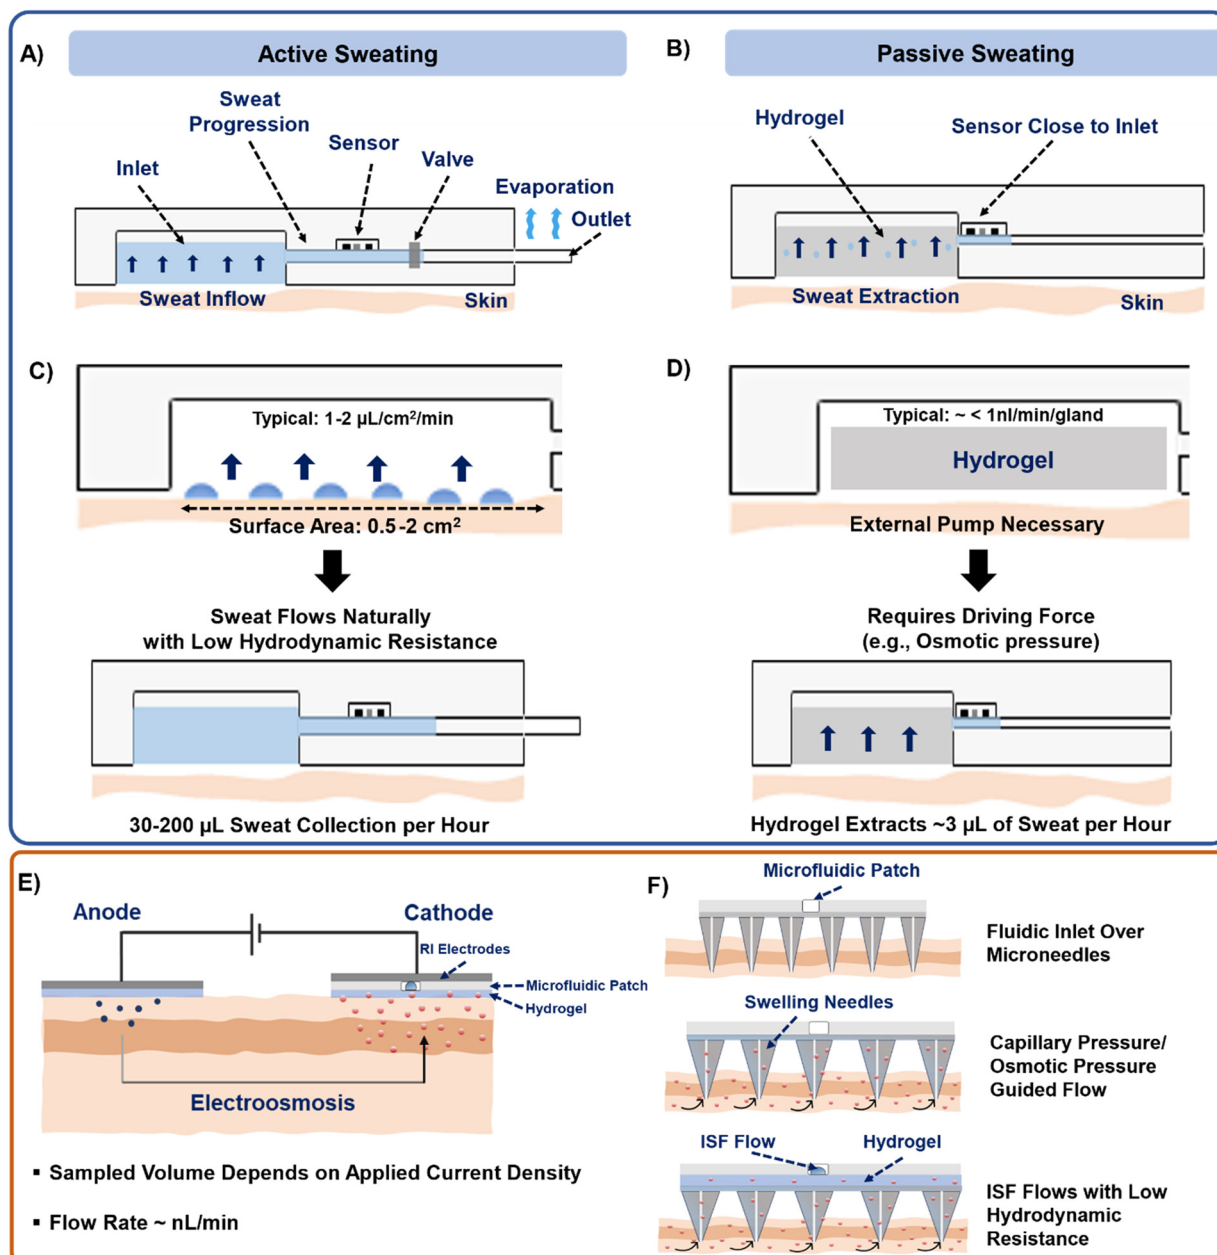 A)
Active Sweating
Sweat
Progression
Sensor
Valve
Inlet
Evaporation
Outlet
Sweat Inflow
Skin
B)
Passive Sweating
Hydrogel
Sensor Close to Inlet
Sweat Extraction
Skin
C)
Typical: 1-2 µL/cm²/min
Surface Area: 0.5-2 cm²
Sweat Flows Naturally
with Low Hydrodynamic Resistance
30-200 µL Sweat Collection per Hour
D)
Typical: ~ < 1nl/min/gland
Hydrogel
External Pump Necessary
Requires Driving Force
(e.g., Osmotic pressure)
Hydrogel Extracts ~3 µL of Sweat per Hour
E)
Anode
Cathode
RI Electrodes
Microfluidic Patch
Hydrogel
Electroosmosis
▪ Sampled Volume Depends on Applied Current Density
▪ Flow Rate ~ nL/min
F)
Microfluidic Patch
Fluidic Inlet Over
Microneedles
Swelling Needles
Capillary Pressure/
Osmotic Pressure
Guided Flow
ISF Flow
Hydrogel
ISF Flows with Low
Hydrodynamic
Resistance